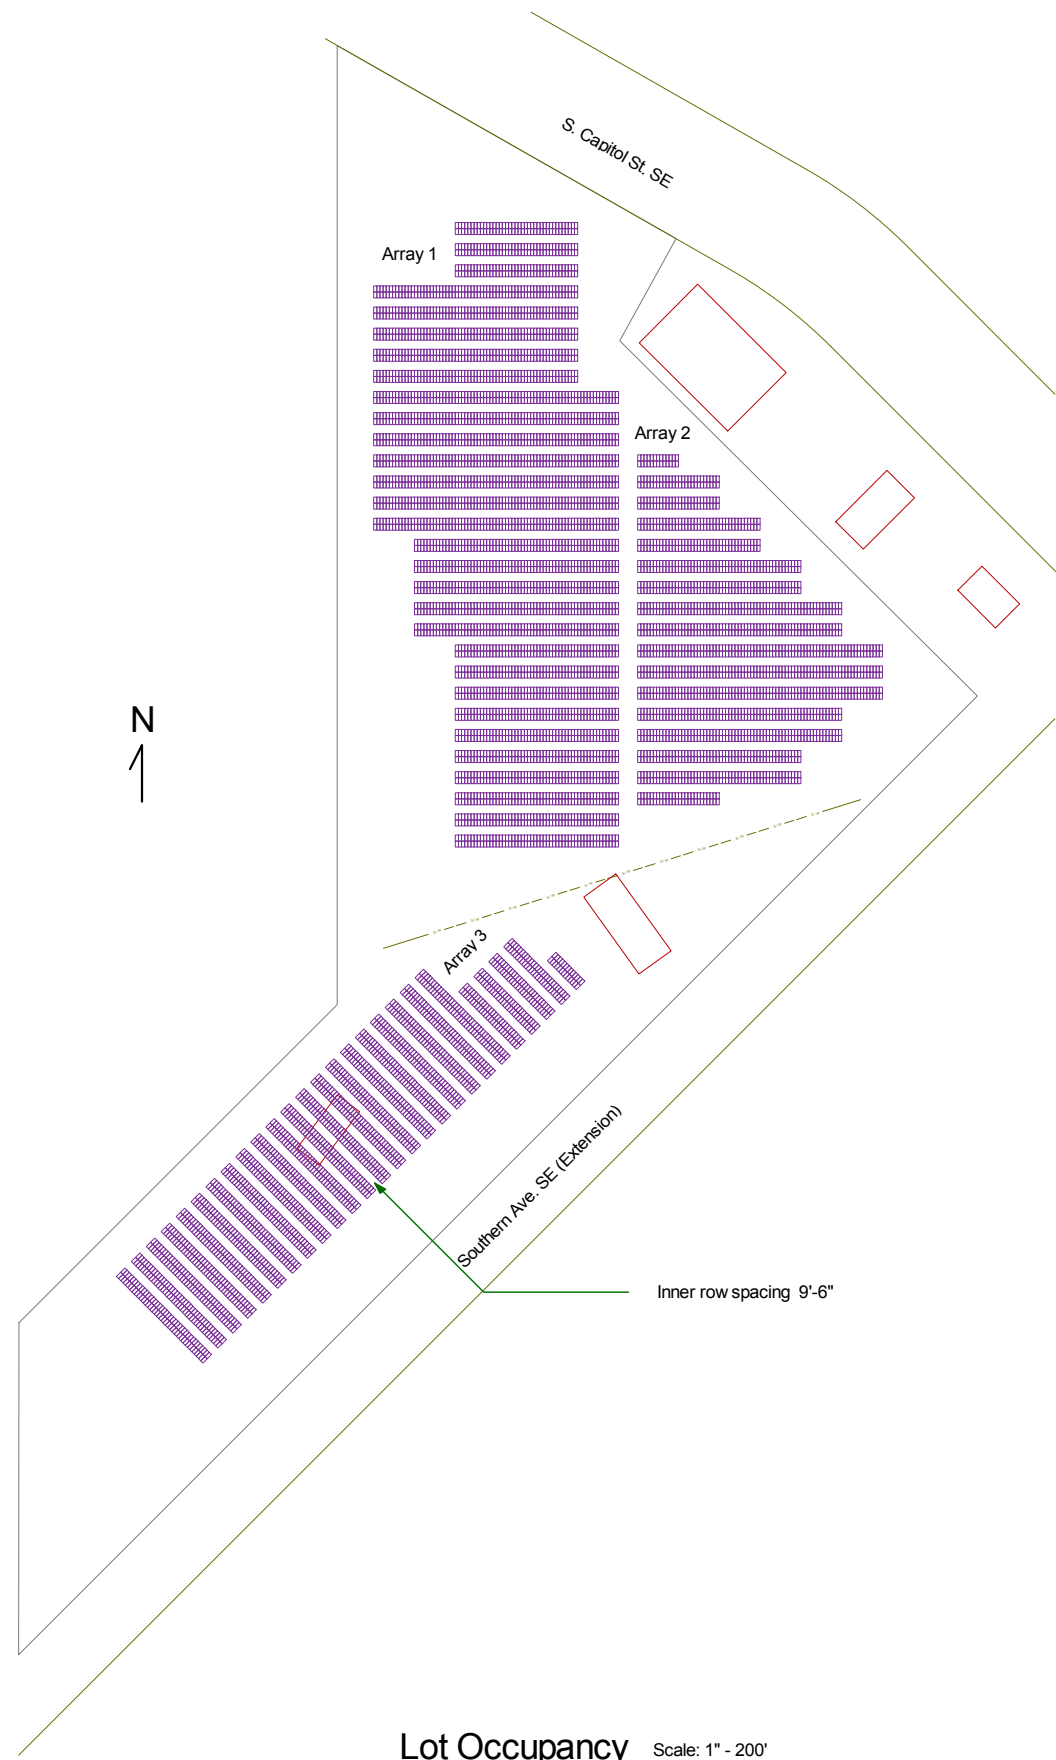 S. Capitol St. SE
Array 1
Array 2
N
Array 3
Southern Ave. SE (Extension)
Inner row spacing 9'-6"
Lot Occupancy Scale: 1" - 200'